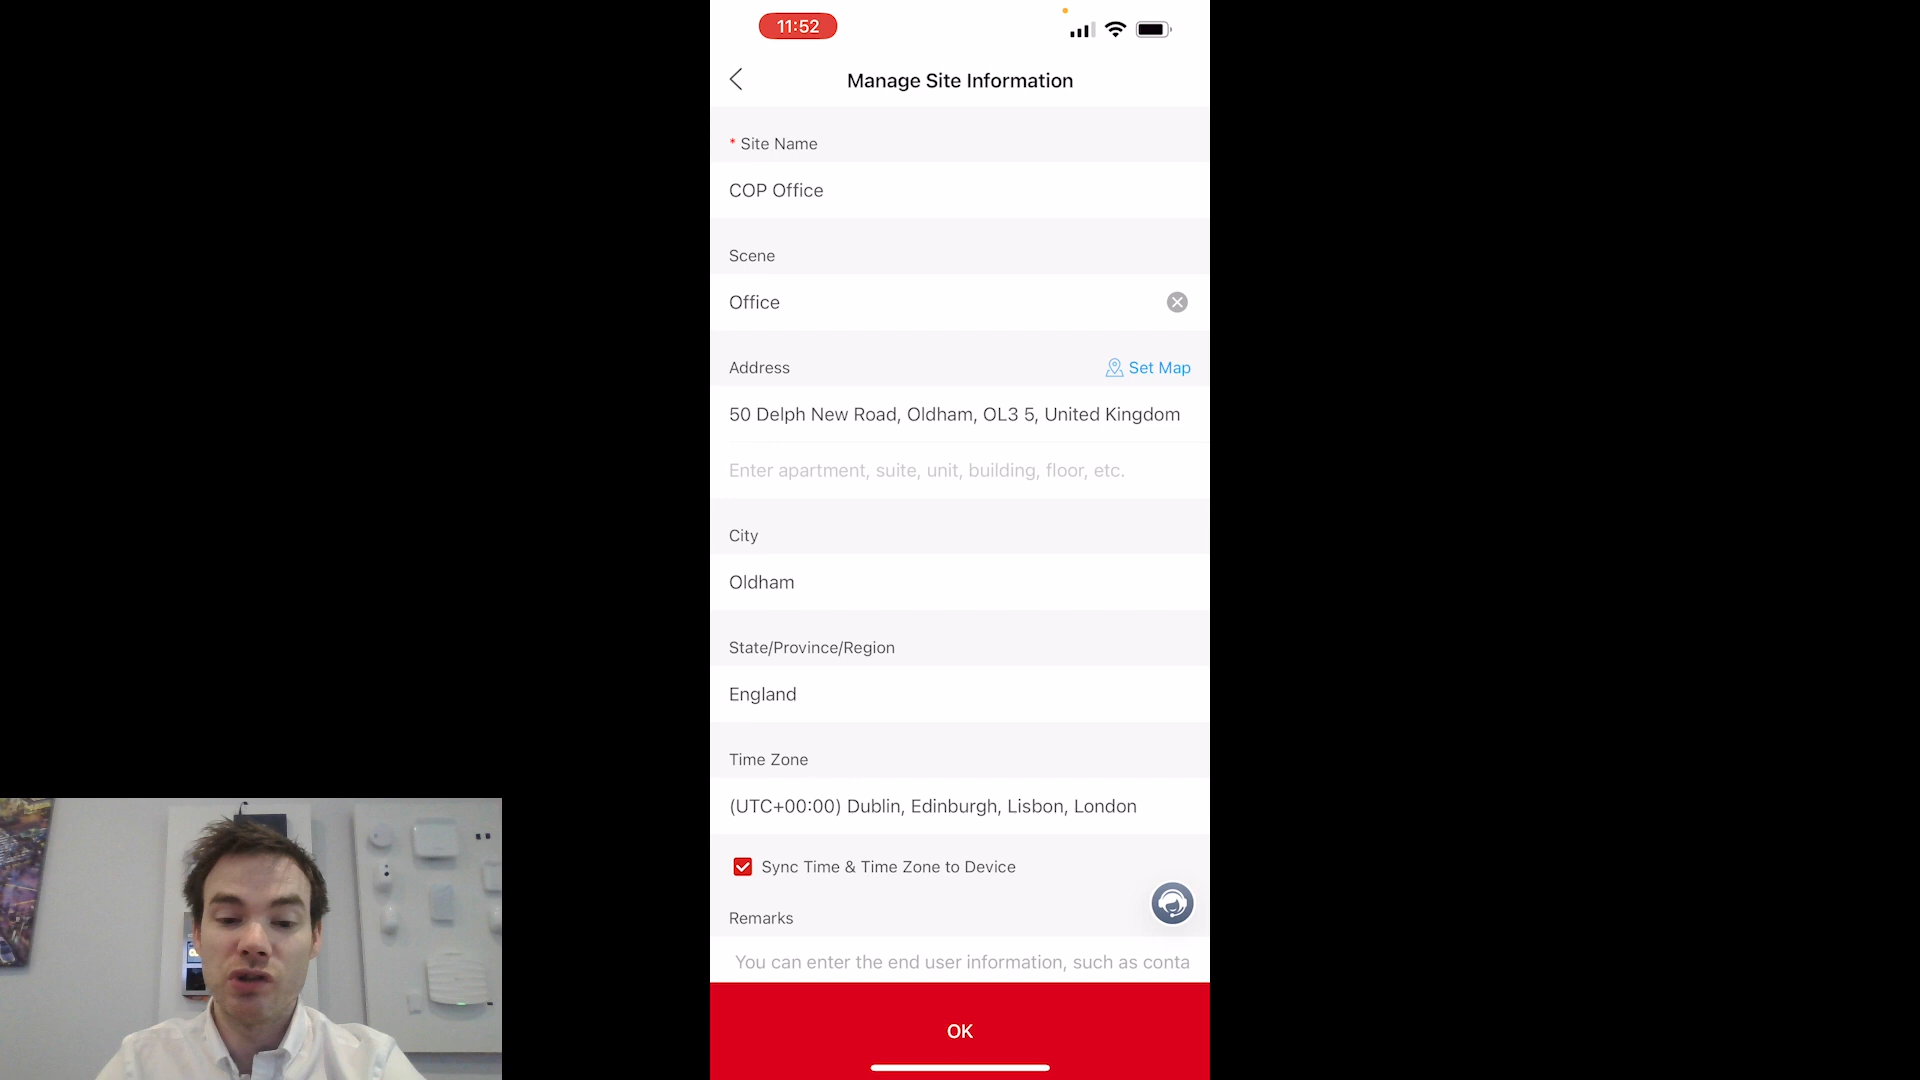 11:52
Manage Site Information
* Site Name
COP Office
Scene
Office
Address
Set Map
50 Delph New Road, Oldham, OL3 5, United Kingdom
Enter apartment, suite, unit, building, floor, etc.
City
Oldham
State/Province/Region
England
Time Zone
(UTC+00:00) Dublin, Edinburgh, Lisbon, London
Sync Time & Time Zone to Device
Remarks
You can enter the end user information, such as conta
OK